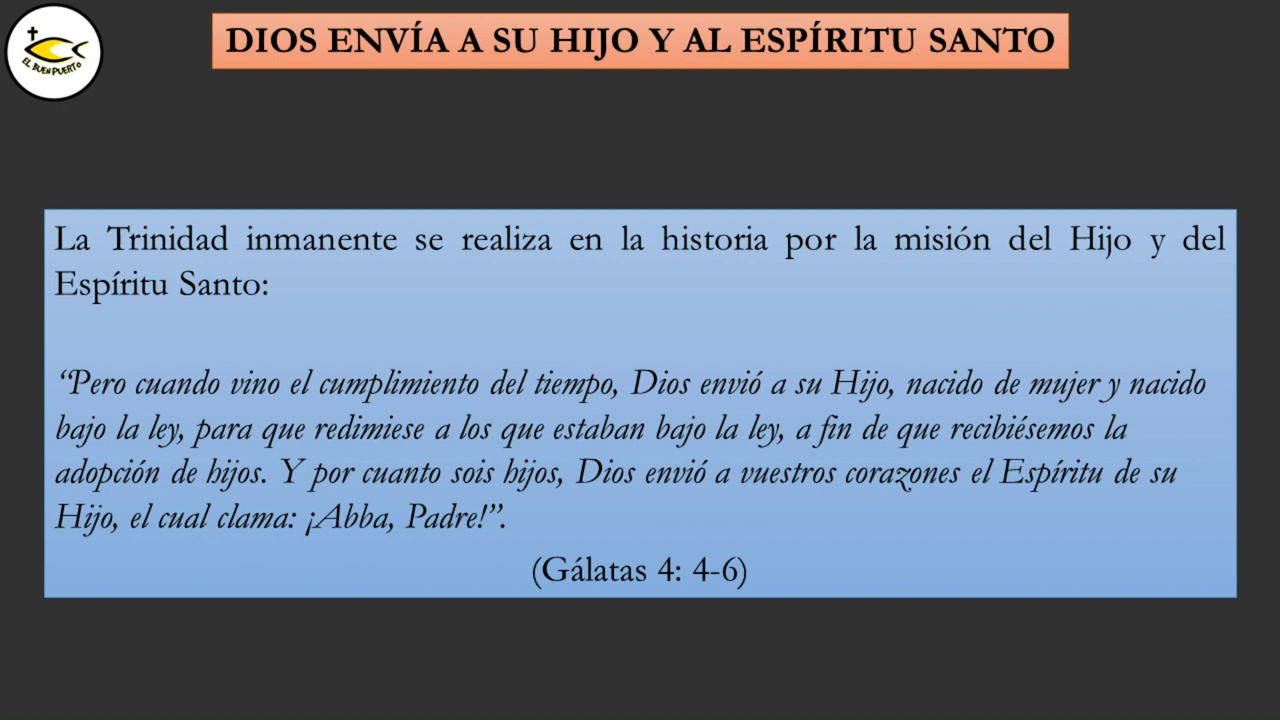 EL BUEN PUERTO
DIOS ENVÍA A SU HIJO Y AL ESPÍRITU SANTO
La Trinidad inmanente se realiza en la historia por la misión del Hijo y del
Espíritu Santo:
“Pero cuando vino el cumplimiento del tiempo, Dios envió a su Hijo, nacido de mujer y nacido
bajo la ley, para que redimiese a los que estaban bajo la ley, a fin de que recibiésemos la
adopción de hijos. Y por cuanto sois hijos, Dios envió a vuestros corazones el Espíritu de su
Hijo, el cual clama: ¡Abba, Padre!”.
(Gálatas 4: 4-6)